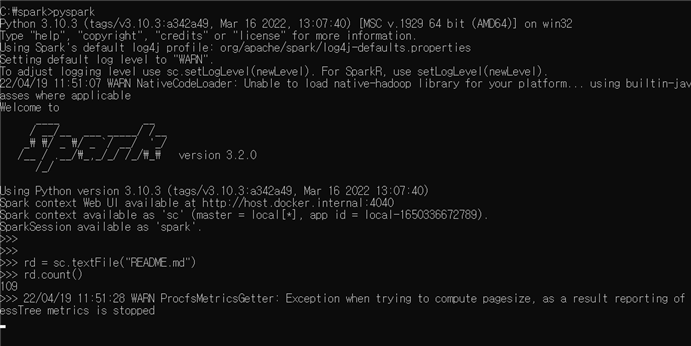 C:₩spark>pyspark
Python 3.10.3 (tags/v3.10.3:a342a49, Mar 16 2022, 13:07:40) [MSC v.1929 64 bit (AMD64)] on win32
Type "help", "copyright", "credits" or "license" for more information.
Using Spark's default log4j profile: org/apache/spark/log4j-defaults.properties
Setting default log level to "WARN".
To adjust logging level use sc.setLogLevel(newLevel). For SparkR, use setLogLevel(newLevel).
22/04/19 11:51:07 WARN NativeCodeLoader: Unable to load native-hadoop library for your platform... using builtin-jav
asses where applicable
Welcome to
Spark version 3.2.0
Using Python version 3.10.3 (tags/v3.10.3:a342a49, Mar 16 2022 13:07:40)
Spark context Web UI available at http://host.docker.internal:4040
Spark context available as 'sc' (master = local[*], app id = local-1650336672789).
SparkSession available as 'spark'.
>>>
>>>
>>> rd = sc.textFile("README.md")
>>> rd.count()
109
>>> 22/04/19 11:51:28 WARN ProcfsMetricsGetter: Exception when trying to compute pagesize, as a result reporting of
essTree metrics is stopped